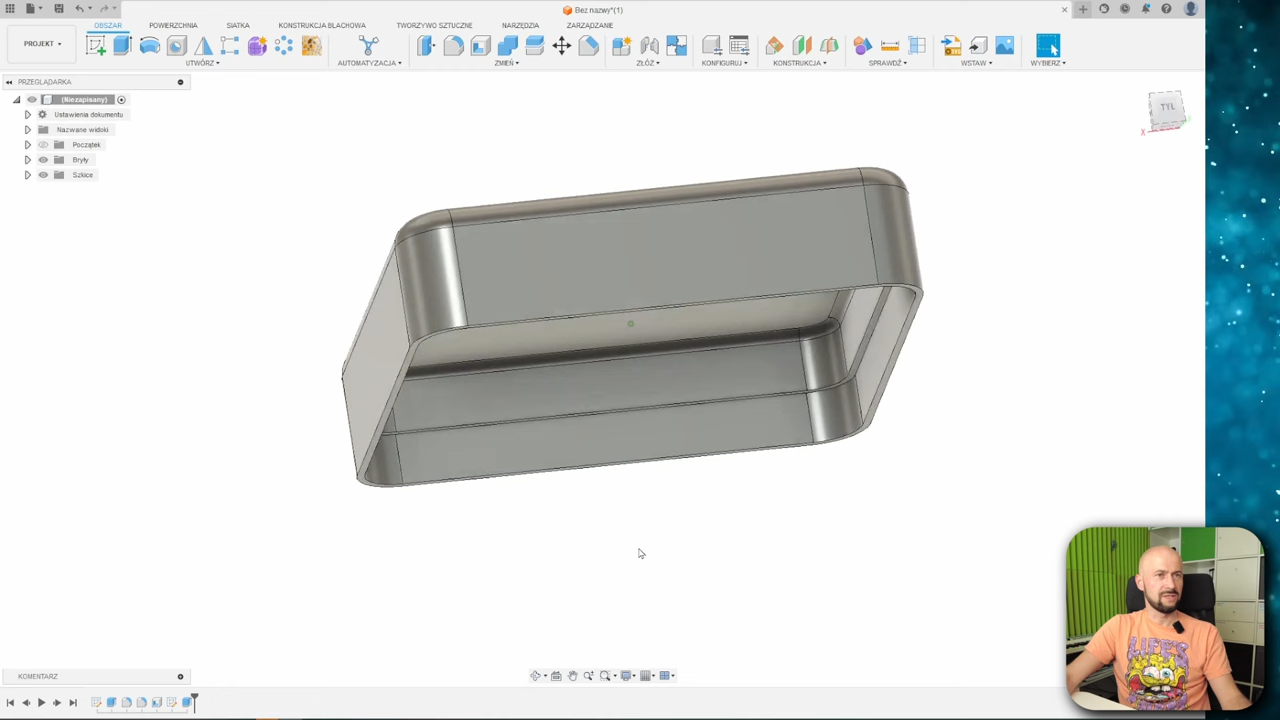 Bez nazwy*(1)
PROJEKT
OBSZAR
POWIERZCHNIA
SIATKA
KONSTRUKCJA BLACHOWA
TWORZYWO SZTUCZNE
NARZĘDZIA
ZARZĄDZANIE
UTWÓRZ
AUTOMATYZACJA
ZMIEŃ
ZŁÓŻ
KONFIGURUJ
KONSTRUKCJA
SPRAWDŹ
WSTAW
WYBIERZ
PRZEGLĄDARKA
(Niezapisany)
Ustawienia dokumentu
Nazwane widoki
Początek
Bryły
Szkice
TYŁ
X
LIFE'S
KOMENTARZ